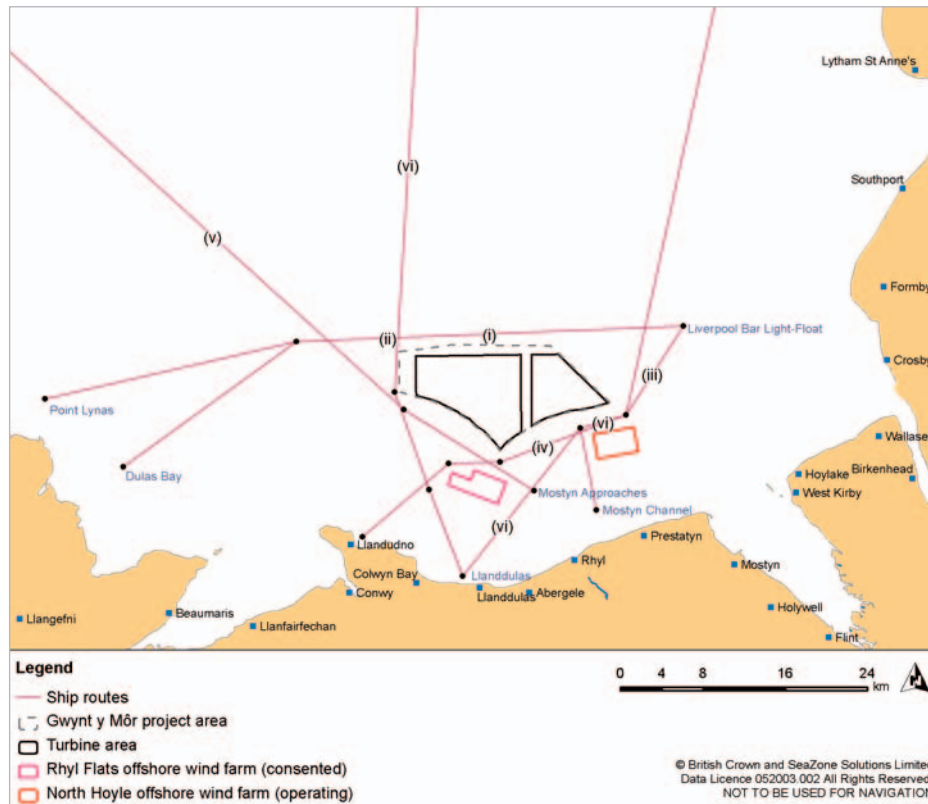 Lytham St Anne's
(vi)
Southport
(v)
Formby
Liverpool Bar Light-Float
(ii)
(i)
Crosby
(iii)
Point Lynas
(vi)
Wallase
(iv)
Dulas Bay
Hoylake
Birkenhead
Mostyn Approaches
West Kirby
Mostyn Channel
(vi)
Llandudno
Prestatyn
Rhyl
Mostyn
Colwyn Bay
Llanddulas
Conwy
Llanddulas
Abergele
Beaumaris
Holywell
Llangefni
Llanfairfechan
Flint
Legend
Ship routes
Gwynt y Môr project area
Turbine area
Rhyl Flats offshore wind farm (consented)
North Hoyle offshore wind farm (operating)
0 4 8 16 24
km
N
© British Crown and SeaZone Solutions Limited
Data Licence 052003.002 All Rights Reserved
NOT TO BE USED FOR NAVIGATION